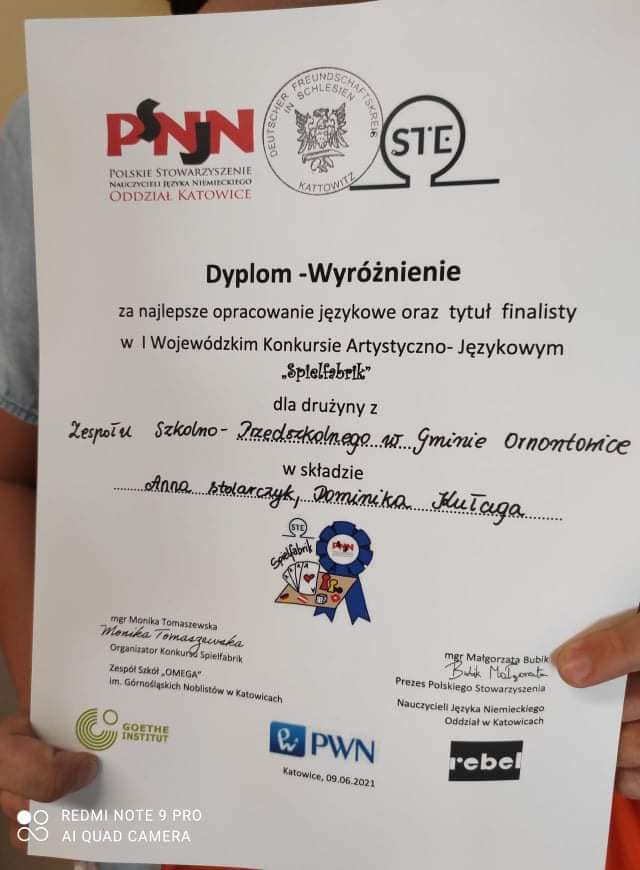 PSNJN
POLSKIE STOWARZYSZENIE
NAUCZYCIELI JĘZYKA NIEMIECKIEGO
ODDZIAŁ KATOWICE
DEUTSCHER FREUNDSCHAFTSKREIS
IN SCHLESIEN
KATTOWITZ
STE
Dyplom -Wyróżnienie
za najlepsze opracowanie językowe oraz tytuł finalisty
w I Wojewódzkim Konkursie Artystyczno- Językowym
„Spielfabrik”
dla drużyny z
Zespołu Szkolno- Przedszkolnego w Gminie Ornontowice
w składzie
Anna Stolarczyk, Dominika Kułaga
STE
Spielfabrik
PSNJN
mgr Monika Tomaszewska
Monika Tomaszewska
Organizator Konkursu Spielfabrik
Zespół Szkół „OMEGA”
im. Górnośląskich Noblistów w Katowicach
mgr Małgorzata Bubik
Bubik Małgorzata
Prezes Polskiego Stowarzyszenia
Nauczycieli Języka Niemieckiego
Oddział w Katowicach
GOETHE
INSTITUT
PWN
rebel
Katowice, 09.06.2021
REDMI NOTE 9 PRO
AI QUAD CAMERA